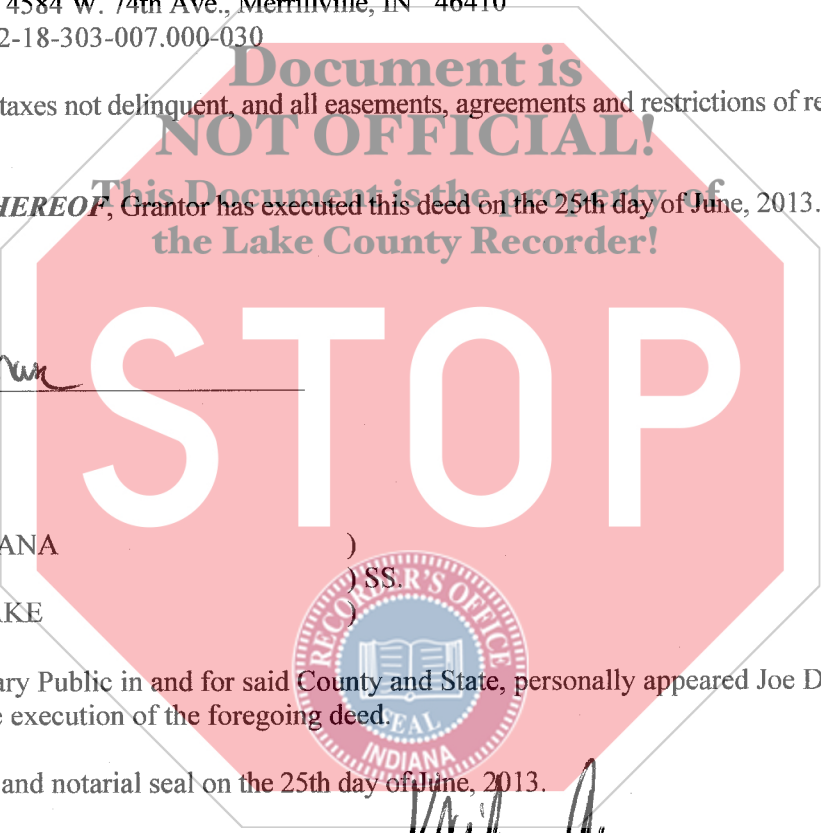 4584 W. 74th Ave., Merrillville, IN 46410
2-18-303-007.000-030
Document is
taxes not delinquent, and all easements, agreements and restrictions of re
NOT OFFICIAL!
This Document is the property of
HEREOF, Grantor has executed this deed on the 25th day of June, 2013.
the Lake County Recorder!
STOP
ANA )
) SS.
AKE )
RECORDER'S OFFICE
ary Public in and for said County and State, personally appeared Joe D
e execution of the foregoing deed.
SEAL
INDIANA
and notarial seal on the 25th day of June, 2013.